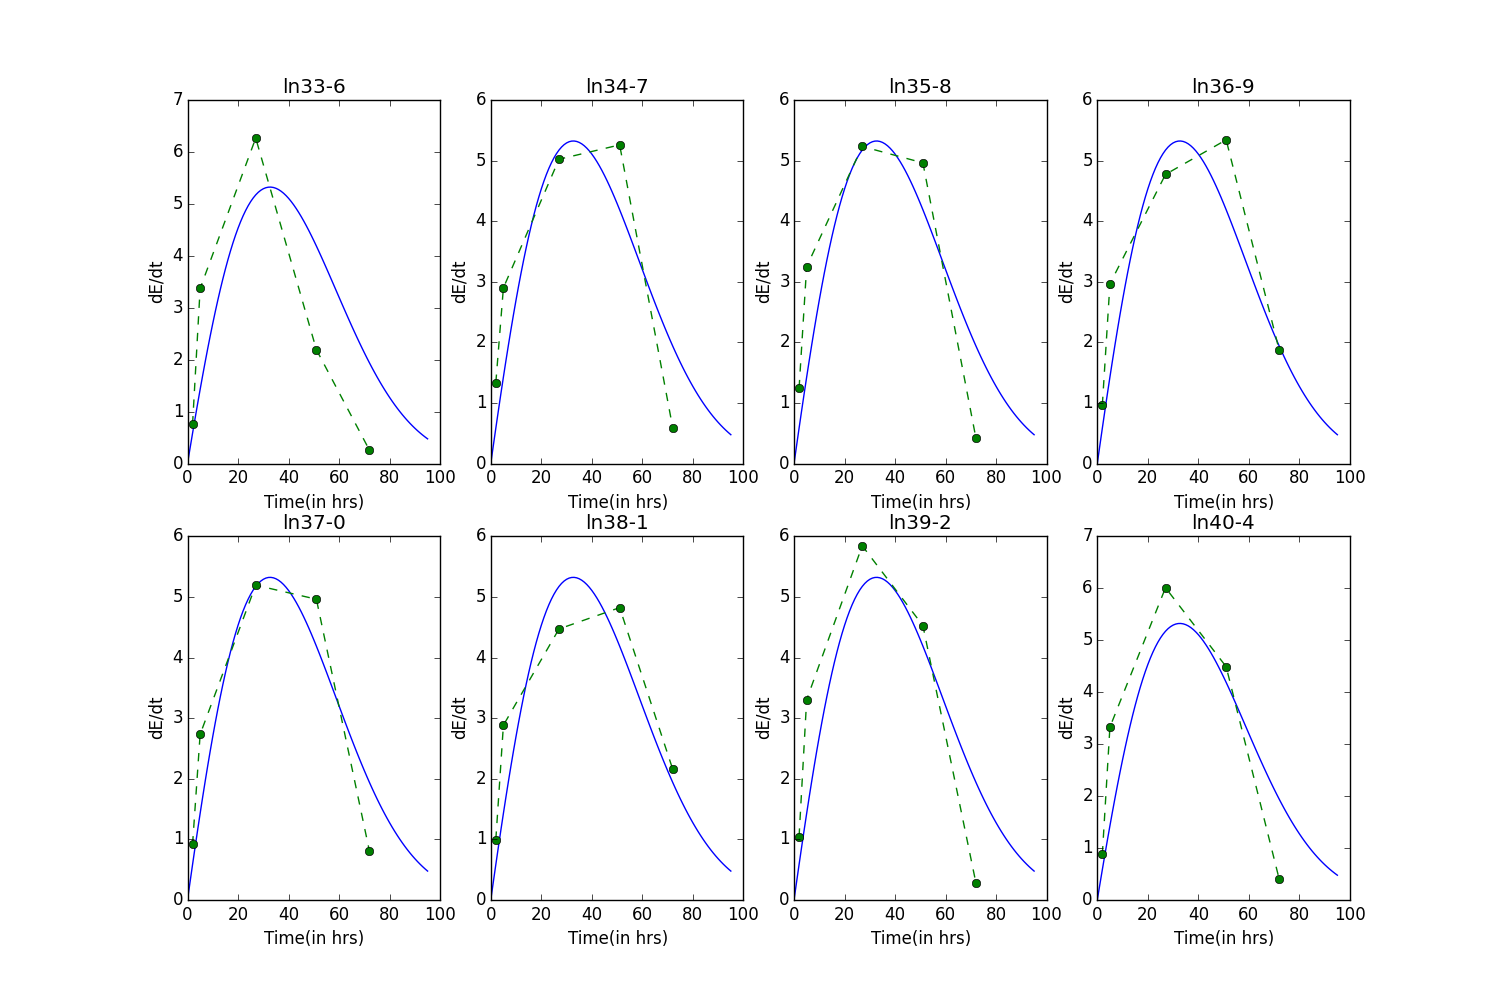 ln33-6 ln34-7 ln35-8 ln36-9
7 6 6 6
6 5 5 5
5 4 4 4
4 3 3 3
3 2 2 2
2 1 1 1
1 0 0 0
0
dE/dt dE/dt dE/dt dE/dt
0 20 40 60 80 100 0 20 40 60 80 100 0 20 40 60 80 100 0 20 40 60 80 100
Time(in hrs) Time(in hrs) Time(in hrs) Time(in hrs)
ln37-0 ln38-1 ln39-2 ln40-4
6 6 6 7
5 5 5 6
4 4 4 5
3 3 3 4
2 2 2 3
1 1 1 2
0 0 0 1
0
dE/dt dE/dt dE/dt dE/dt
0 20 40 60 80 100 0 20 40 60 80 100 0 20 40 60 80 100 0 20 40 60 80 100
Time(in hrs) Time(in hrs) Time(in hrs) Time(in hrs)